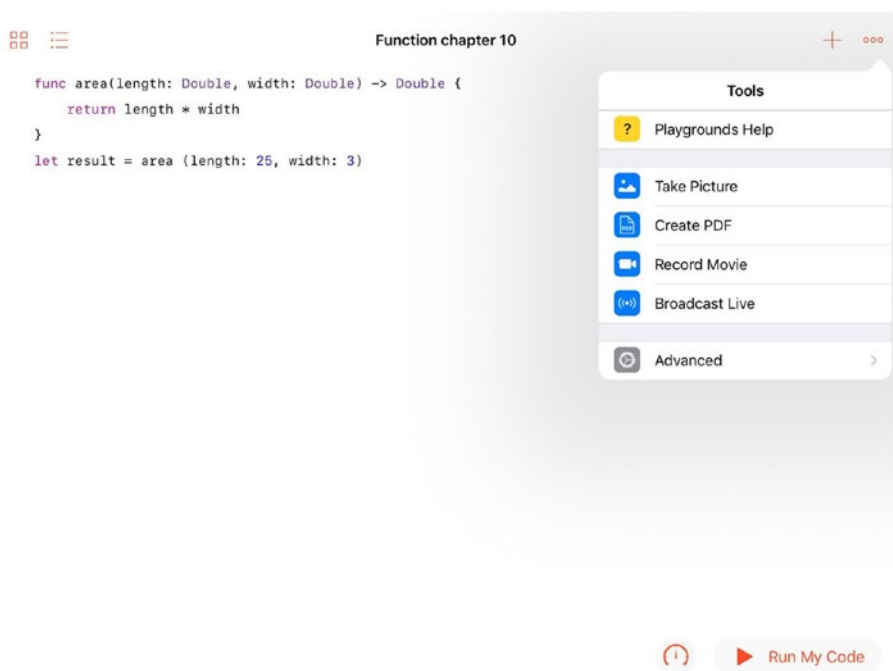 Function chapter 10
func area(length: Double, width: Double) -> Double {
return length * width
}
let result = area (length: 25, width: 3)
Tools
? Playgrounds Help
Take Picture
PDF Create PDF
Record Movie
Broadcast Live
Advanced
Run My Code